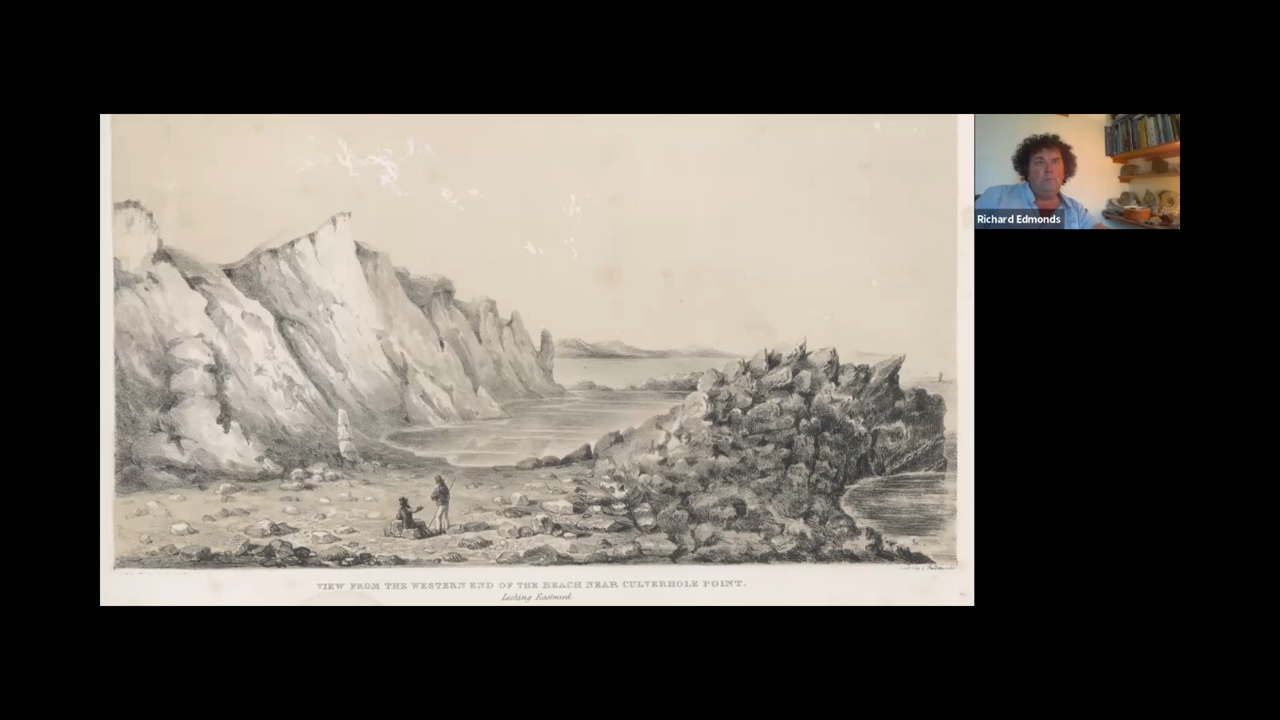 Richard Edmonds
VIEW FROM THE WESTERN END OF THE BEACH NEAR CULVERHOLE POINT.
Looking Eastward.